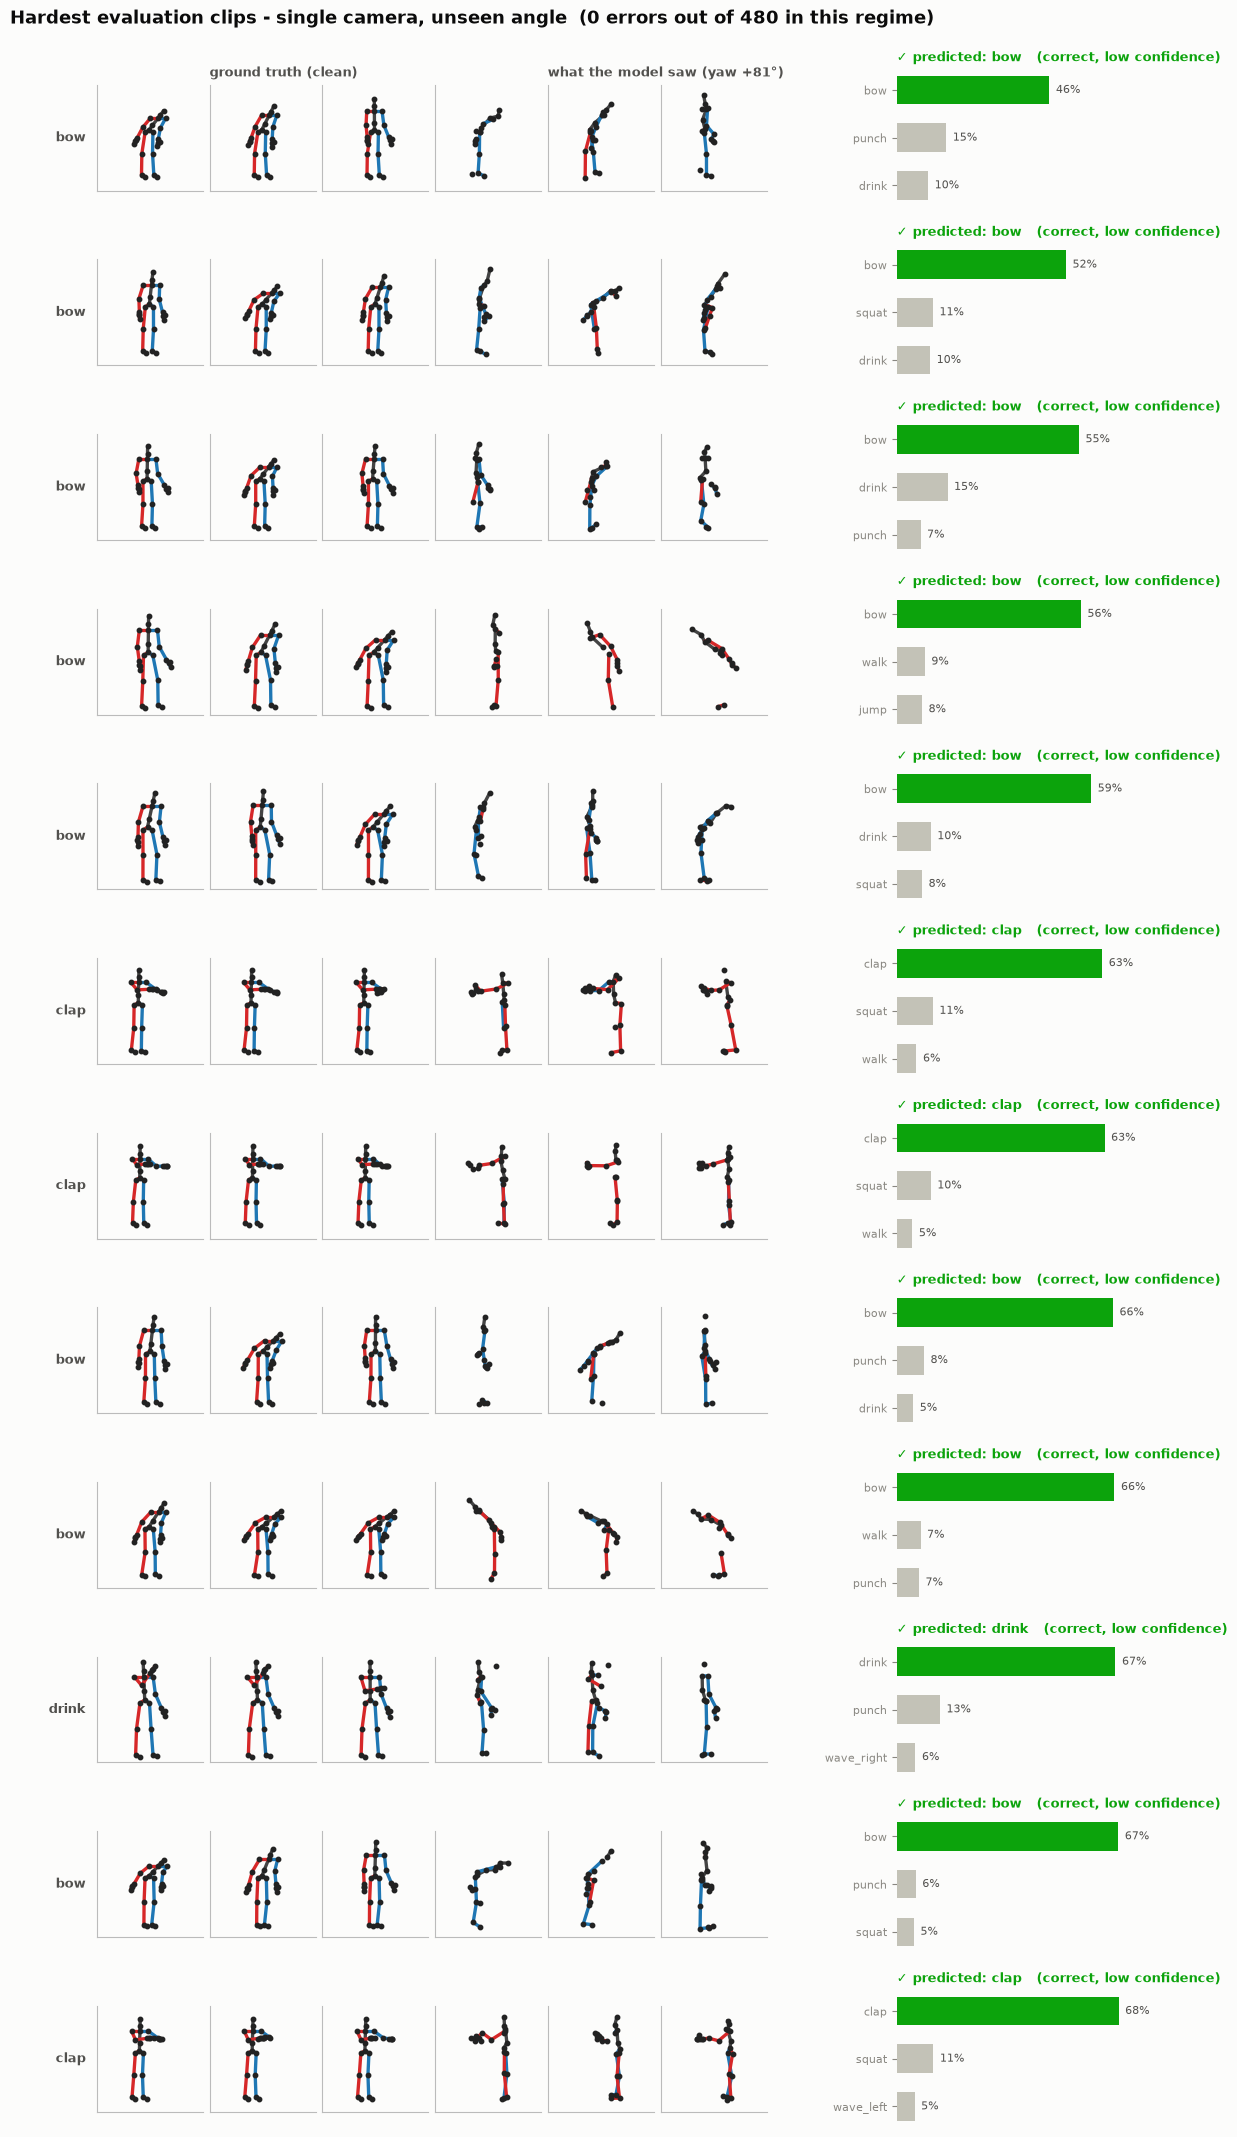 Hardest evaluation clips - single camera, unseen angle  (0 errors out of 480 in this regime)
ground truth (clean)
what the model saw (yaw +81°)
✓ predicted: bow   (correct, low confidence)
bow
bow 46%
punch 15%
drink 10%
✓ predicted: bow   (correct, low confidence)
bow
bow 52%
squat 11%
drink 10%
✓ predicted: bow   (correct, low confidence)
bow
bow 55%
drink 15%
punch 7%
✓ predicted: bow   (correct, low confidence)
bow
bow 56%
walk 9%
jump 8%
✓ predicted: bow   (correct, low confidence)
bow
bow 59%
drink 10%
squat 8%
✓ predicted: clap   (correct, low confidence)
clap
clap 63%
squat 11%
walk 6%
✓ predicted: clap   (correct, low confidence)
clap
clap 63%
squat 10%
walk 5%
✓ predicted: bow   (correct, low confidence)
bow
bow 66%
punch 8%
drink 5%
✓ predicted: bow   (correct, low confidence)
bow
bow 66%
walk 7%
punch 7%
✓ predicted: drink   (correct, low confidence)
drink
drink 67%
punch 13%
wave_right 6%
✓ predicted: bow   (correct, low confidence)
bow
bow 67%
punch 6%
squat 5%
✓ predicted: clap   (correct, low confidence)
clap
clap 68%
squat 11%
wave_left 5%